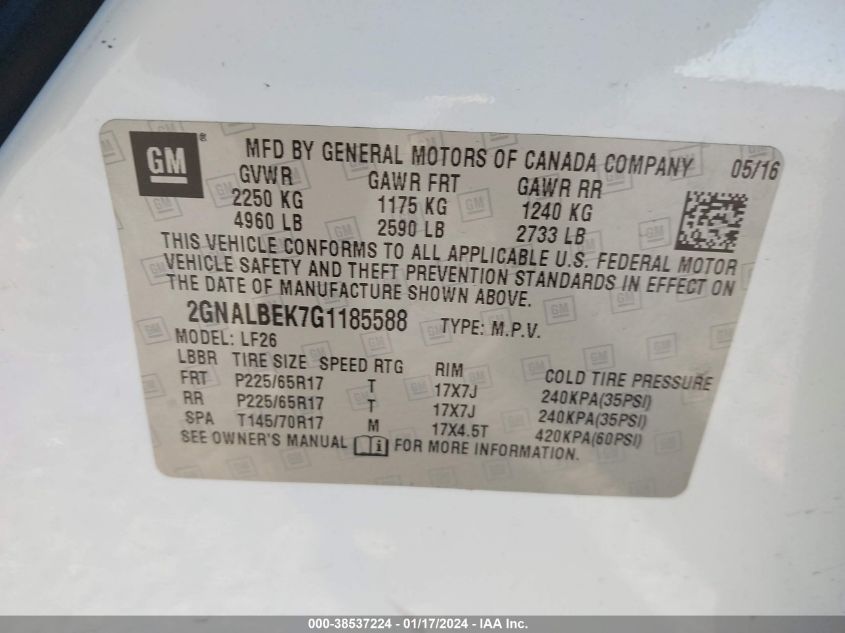 GM ®
MFD BY GENERAL MOTORS OF CANADA COMPANY 05/16
GVWR GAWR FRT GAWR RR
2250 KG 1175 KG 1240 KG
4960 LB 2590 LB 2733 LB
THIS VEHICLE CONFORMS TO ALL APPLICABLE U.S. FEDERAL MOTOR
VEHICLE SAFETY AND THEFT PREVENTION STANDARDS IN EFFECT ON
THE DATE OF MANUFACTURE SHOWN ABOVE.
2GNALBEK7G1185588 TYPE: M.P.V.
MODEL: LF26
LBBR TIRE SIZE SPEED RTG RIM COLD TIRE PRESSURE
FRT P225/65R17 T 17X7J 240KPA(35PSI)
RR P225/65R17 T 17X7J 240KPA(35PSI)
SPA T145/70R17 M 17X4.5T 420KPA(60PSI)
SEE OWNER'S MANUAL i FOR MORE INFORMATION.
000-38537224 - 01/17/2024 - IAA Inc.